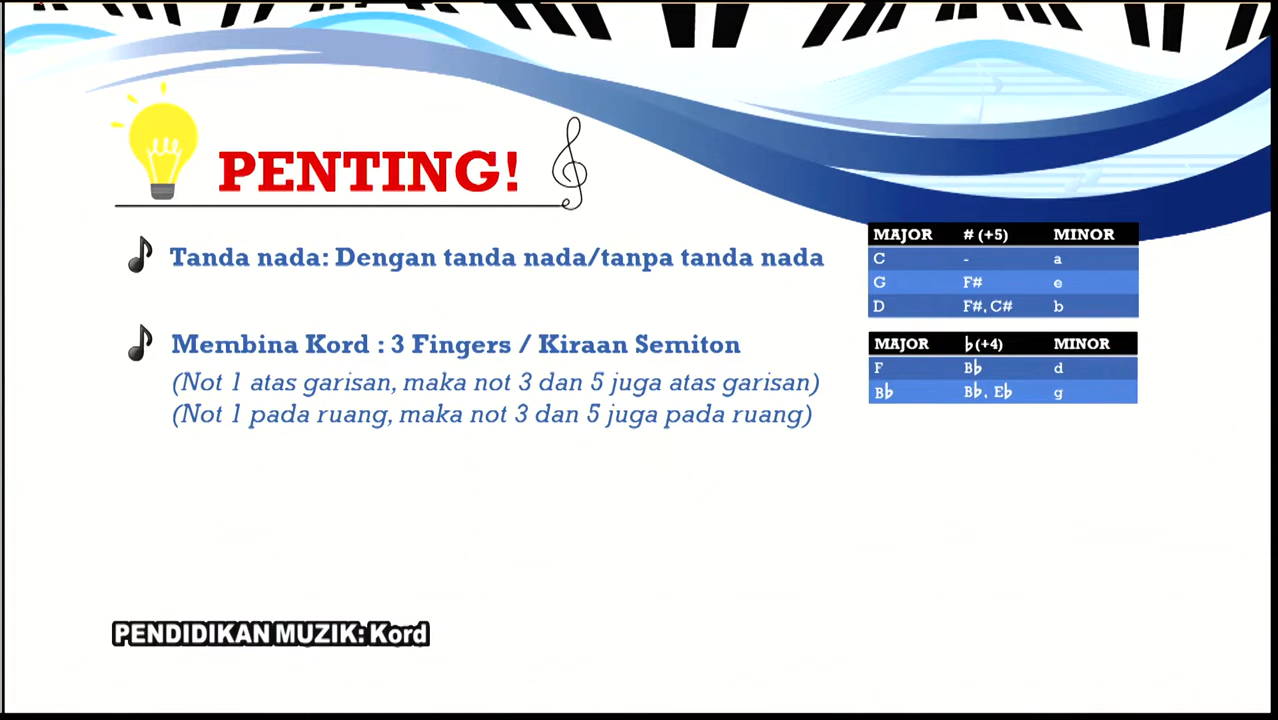 PENTING!
Tanda nada: Dengan tanda nada/tanpa tanda nada
Membina Kord : 3 Fingers / Kiraan Semiton
(Not 1 atas garisan, maka not 3 dan 5 juga atas garisan)
(Not 1 pada ruang, maka not 3 dan 5 juga pada ruang)
MAJOR # (+5) MINOR
C - a
G F# e
D F#, C# b
MAJOR ♭(+4) MINOR
F B♭ d
B♭ B♭, E♭ g
PENDIDIKAN MUZIK: Kord